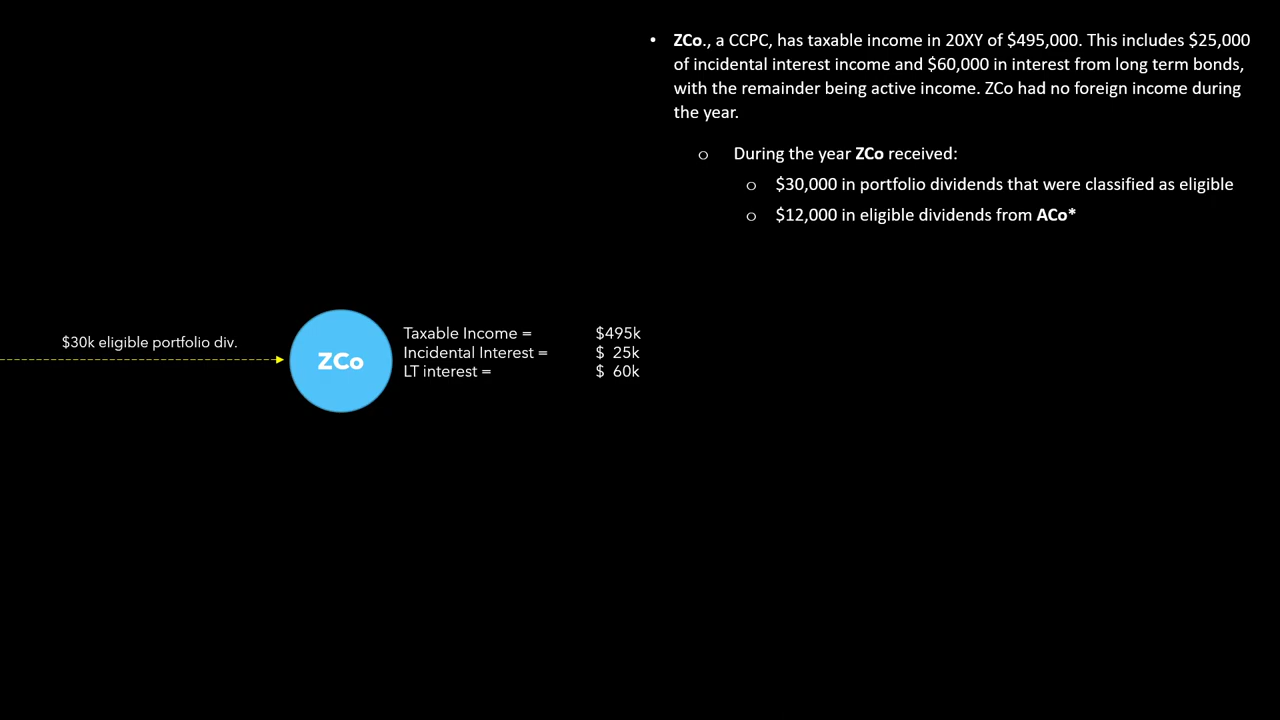 • ZCo., a CCPC, has taxable income in 20XY of $495,000. This includes $25,000
of incidental interest income and $60,000 in interest from long term bonds,
with the remainder being active income. ZCo had no foreign income during
the year.
o During the year ZCo received:
o $30,000 in portfolio dividends that were classified as eligible
o $12,000 in eligible dividends from ACo*
$30k eligible portfolio div.
ZCo
Taxable Income = $495k
Incidental Interest = $ 25k
LT interest = $ 60k